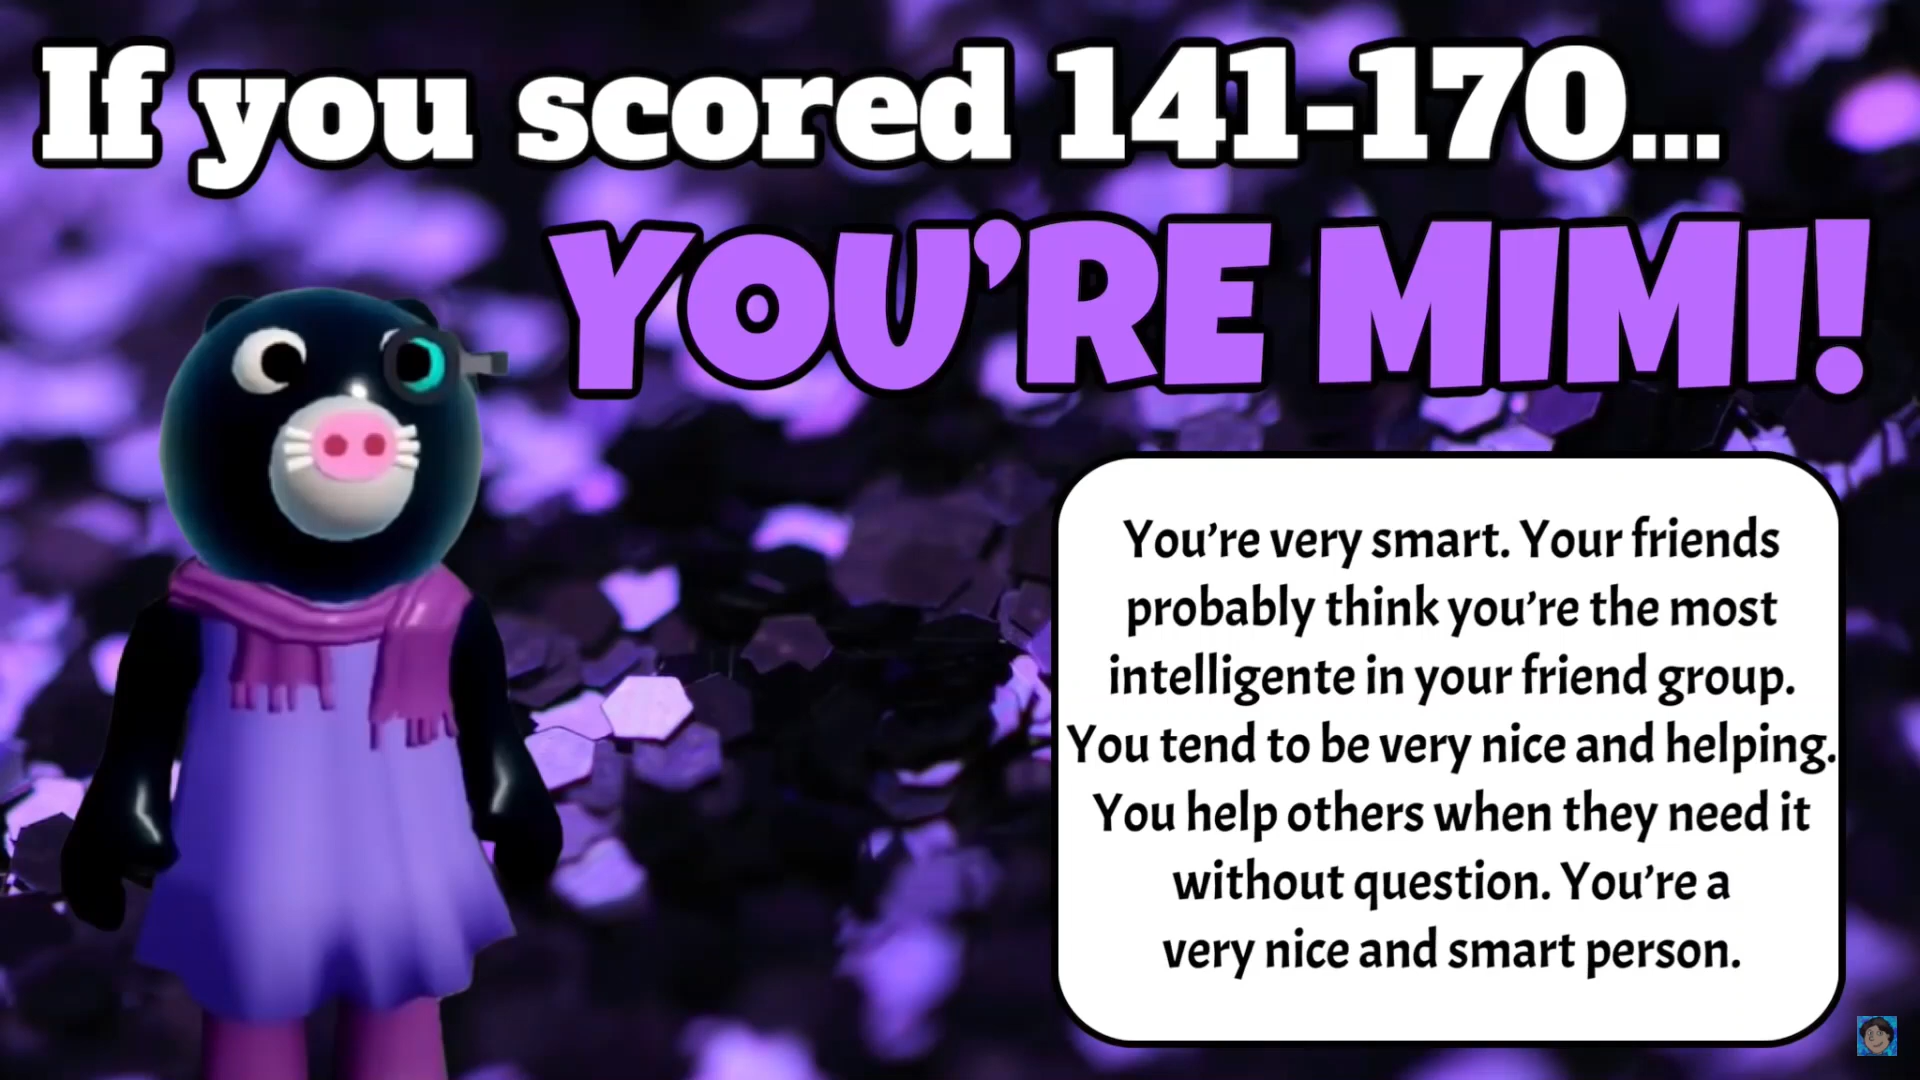 If you scored 141-170...
YOU'RE MIMI!
You're very smart. Your friends
probably think you're the most
intelligente in your friend group.
You tend to be very nice and helping.
You help others when they need it
without question. You're a
very nice and smart person.